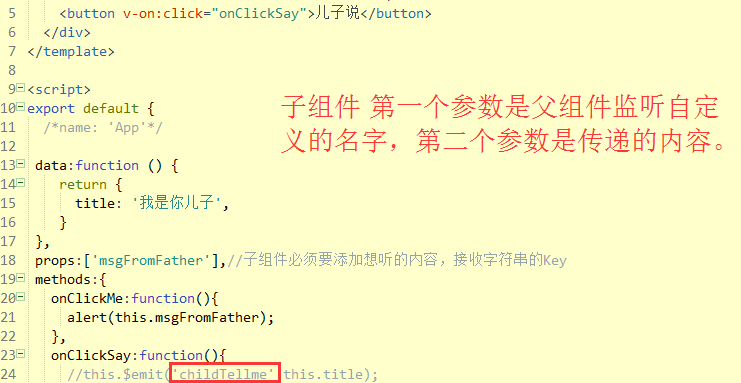 5 <button v-on:click="onClickSay">儿子说</button>
6 </div>
7 </template>
8
9 <script>
10 export default {
11 /*name: 'App'*/
12
13 data:function () {
14 return {
15 title: '我是你儿子',
16 }
17 },
18 props:['msgFromFather'],//子组件必须要添加想听的内容，接收字符串的Key
19 methods:{
20 onClickMe:function(){
21 alert(this.msgFromFather);
22 },
23 onClickSay:function(){
24 //this.$emit('childTellme' this.title);
子组件 第一个参数是父组件监听自定
义的名字，第二个参数是传递的内容。